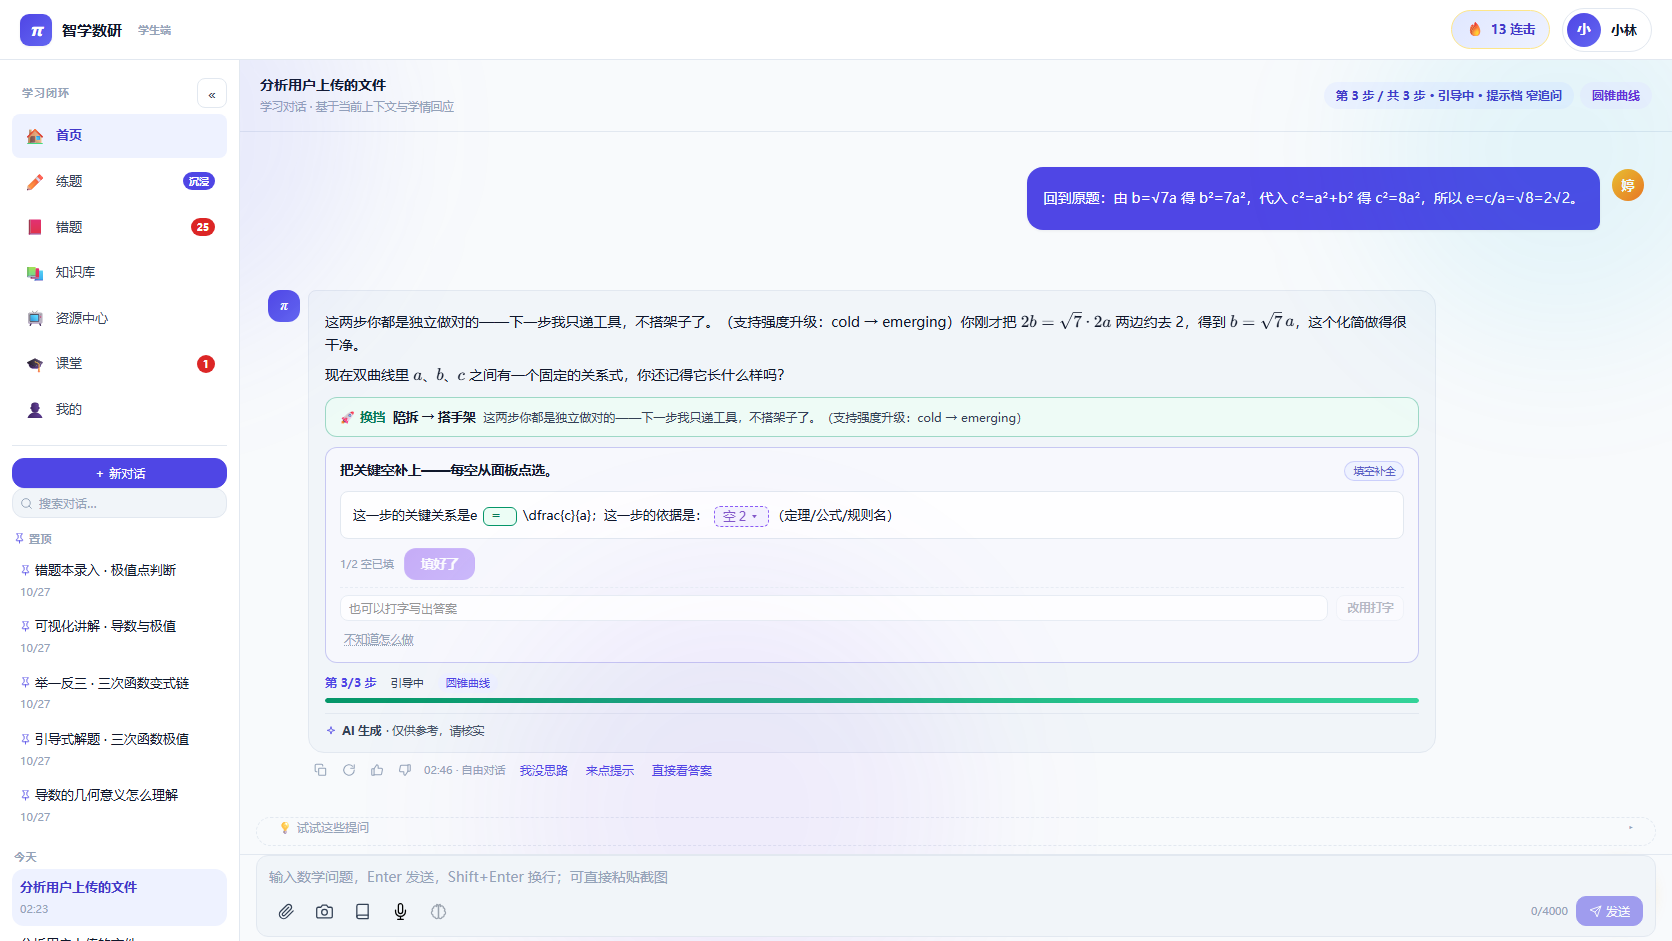 π 智学数研 学生端
🔥 13 连击
小 小林
学习闭环 «
首页
练题 沉浸
错题 25
知识库
资源中心
课堂 1
我的
+ 新对话
搜索对话...
置顶
错题本录入 · 极值点判断
10/27
可视化讲解 · 导数与极值
10/27
举一反三 · 三次函数变式链
10/27
引导式解题 · 三次函数极值
10/27
导数的几何意义怎么理解
10/27
今天
分析用户上传的文件
02:23
分析用户上传的文件
分析用户上传的文件
学习对话 · 基于当前上下文与学情回应
第 3 步 / 共 3 步 • 引导中 • 提示档 窄追问 圆锥曲线
回到原题：由 b=√7a 得 b²=7a²，代入 c²=a²+b² 得 c²=8a²，所以 e=c/a=√8=2√2。
婷
π
这两步你都是独立做对的——下一步我只递工具，不搭架子了。（支持强度升级：cold → emerging）你刚才把 2b = √7 · 2a 两边约去 2，得到 b = √7 a，这个化简做得很
干净。
现在双曲线里 a、b、c 之间有一个固定的关系式，你还记得它长什么样吗？
🚀 换挡 陪拆 → 搭手架 这两步你都是独立做对的——下一步我只递工具，不搭架子了。（支持强度升级：cold → emerging）
把关键空补上——每空从面板点选。 填空补全
这一步的关键关系是e = \dfrac{c}{a}；这一步的依据是： 空 2 （定理/公式/规则名）
1/2 空已填 填好了
也可以打字写出答案 改用打字
不知道怎么做
第 3/3 步 引导中 圆锥曲线
AI 生成 · 仅供参考，请核实
02:46 · 自由对话 我没思路 来点提示 直接看答案
💡 试试这些提问
输入数学问题，Enter 发送，Shift+Enter 换行；可直接粘贴截图
0/4000 发送